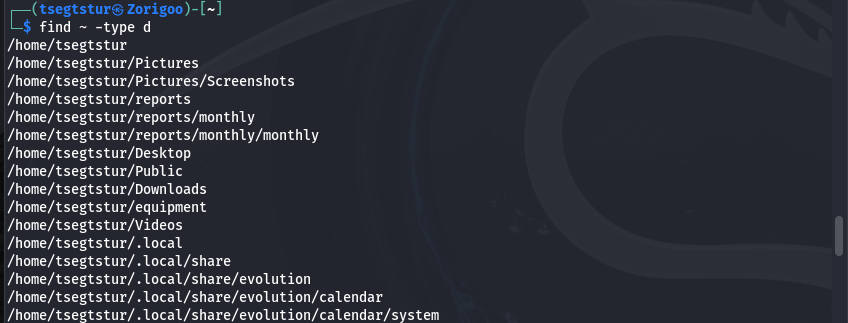 ┌──(tsegtstur㉿Zorigoo)-[~]
└─$ find ~ -type d
/home/tsegtstur
/home/tsegtstur/Pictures
/home/tsegtstur/Pictures/Screenshots
/home/tsegtstur/reports
/home/tsegtstur/reports/monthly
/home/tsegtstur/reports/monthly/monthly
/home/tsegtstur/Desktop
/home/tsegtstur/Public
/home/tsegtstur/Downloads
/home/tsegtstur/equipment
/home/tsegtstur/Videos
/home/tsegtstur/.local
/home/tsegtstur/.local/share
/home/tsegtstur/.local/share/evolution
/home/tsegtstur/.local/share/evolution/calendar
/home/tsegtstur/.local/share/evolution/calendar/system